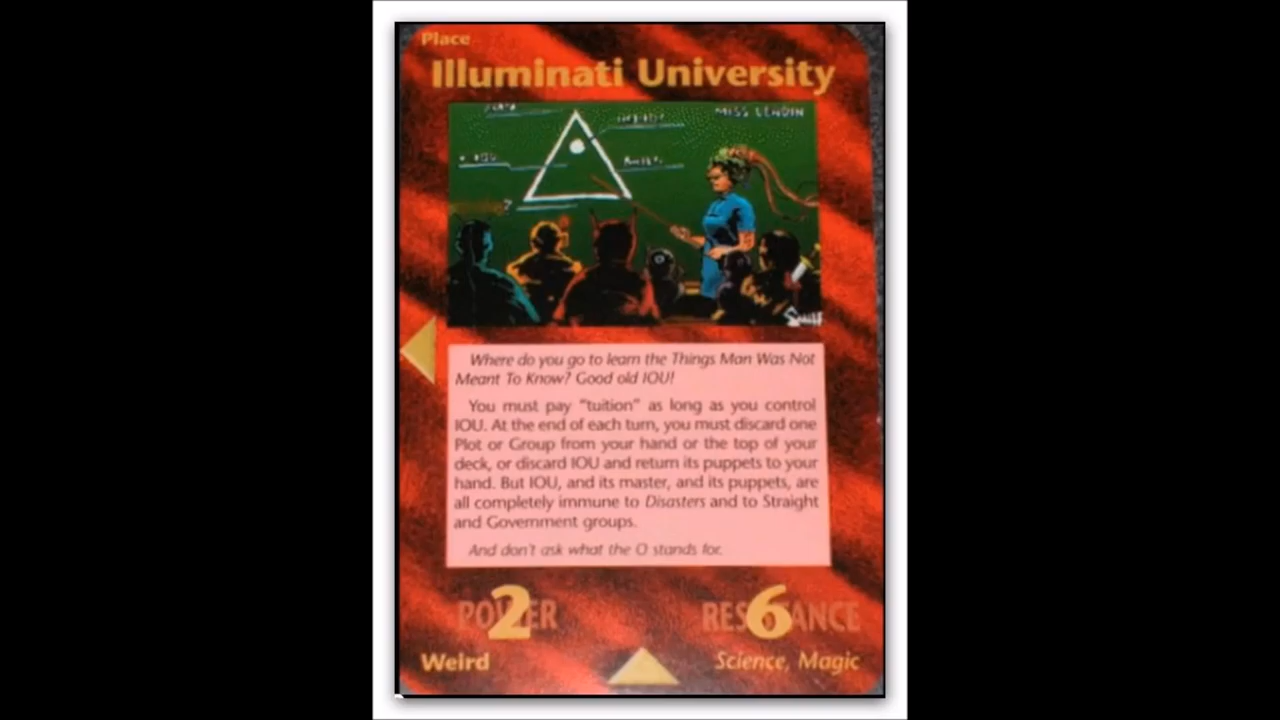 Place
Illuminati University
MISS LENDIN
?
Where do you go to learn the Things Man Was Not
Meant To Know? Good old IOU!
You must pay "tuition" as long as you control
IOU. At the end of each turn, you must discard one
Plot or Group from your hand or the top of your
deck, or discard IOU and return its puppets to your
hand. But IOU, and its master, and its puppets, are
all completely immune to Disasters and to Straight
and Government groups.
And don't ask what the O stands for.
POWER 2
RESISTANCE 6
Weird
Science, Magic